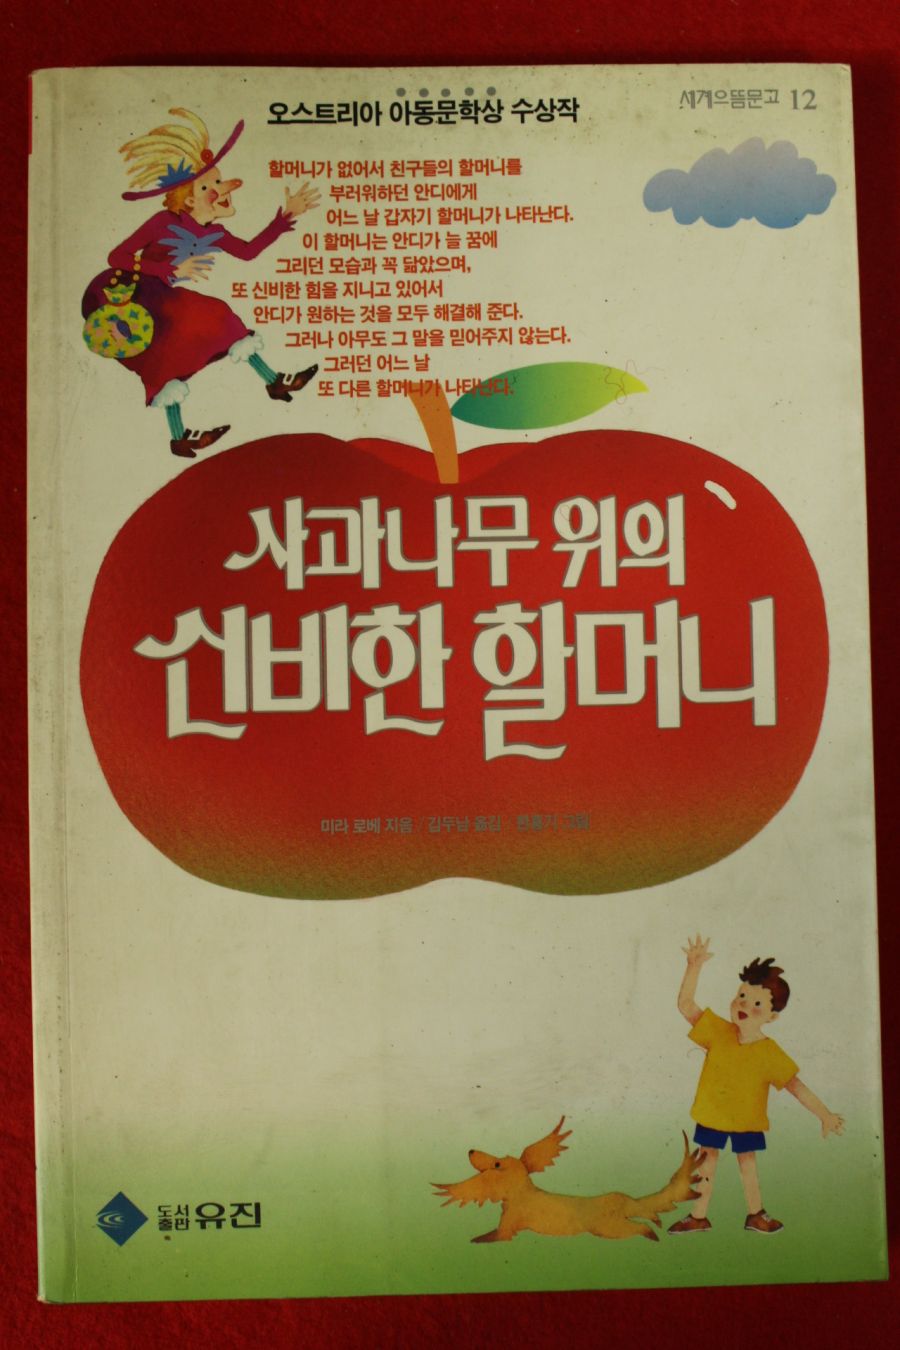 오스트리아 아동문학상 수상작
세계으뜸문고 12
할머니가 없어서 친구들의 할머니를
부러워하던 안디에게
어느 날 갑자기 할머니가 나타난다.
이 할머니는 안디가 늘 꿈에
그리던 모습과 꼭 닮았으며,
또 신비한 힘을 지니고 있어서
안디가 원하는 것을 모두 해결해 준다.
그러나 아무도 그 말을 믿어주지 않는다.
그러던 어느 날
또 다른 할머니가 나타난다.
사과나무 위의
신비한 할머니
미라 로베 지음 / 김두남 옮김 / 그림
도서출판 유진